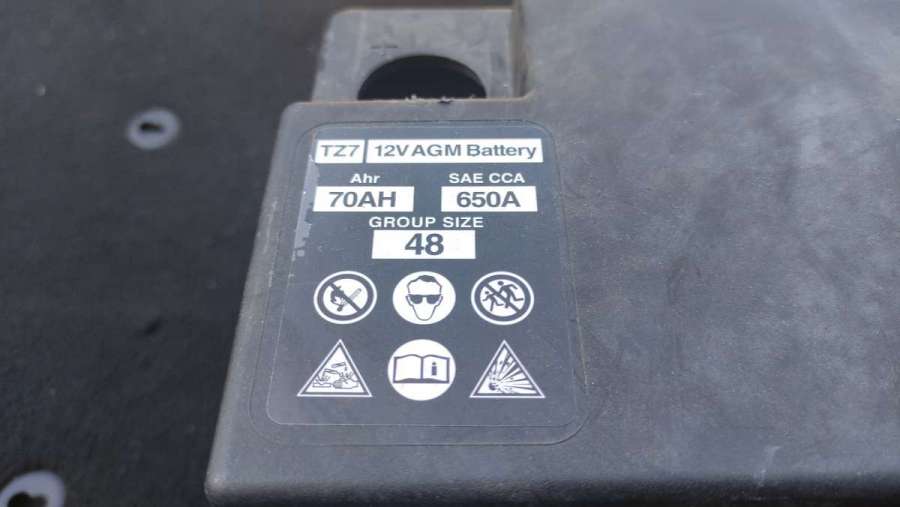 TZ7 12V AGM Battery
Ahr SAE CCA
70AH 650A
GROUP SIZE
48
i